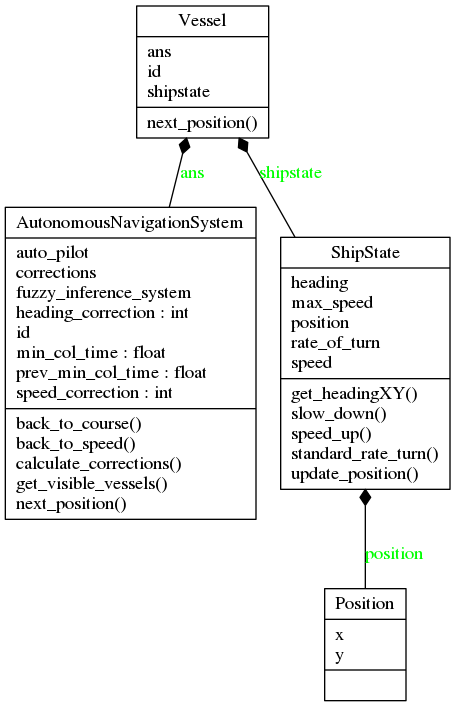 Vessel
ans
id
shipstate
next_position()
ans
shipstate
AutonomousNavigationSystem
auto_pilot
corrections
fuzzy_inference_system
heading_correction : int
id
min_col_time : float
prev_min_col_time : float
speed_correction : int
back_to_course()
back_to_speed()
calculate_corrections()
get_visible_vessels()
next_position()
ShipState
heading
max_speed
position
rate_of_turn
speed
get_headingXY()
slow_down()
speed_up()
standard_rate_turn()
update_position()
position
Position
x
y